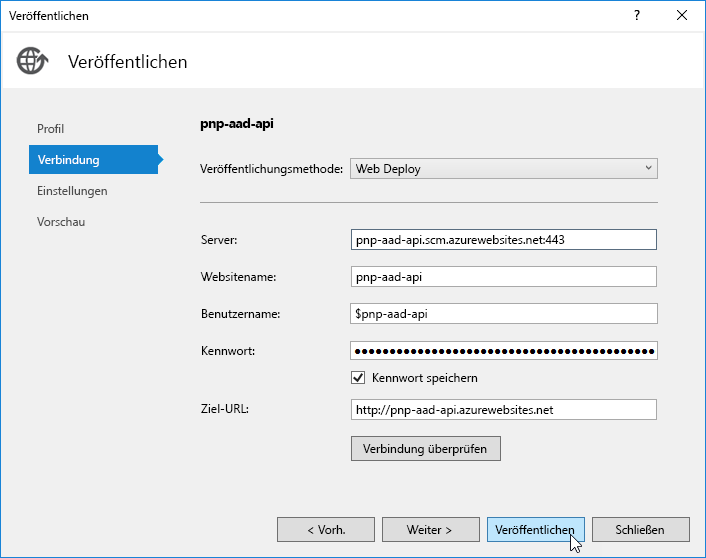 Veröffentlichen
?
Veröffentlichen
Profil
Verbindung
Einstellungen
Vorschau
pnp-aad-api
Veröffentlichungsmethode: Web Deploy
Server: pnp-aad-api.scm.azurewebsites.net:443
Websitename: pnp-aad-api
Benutzername: $pnp-aad-api
Kennwort: ●●●●●●●●●●●●●●●●●●●●●●●●●●●●●●●●●●●●●●●●●●●
Kennwort speichern
Ziel-URL: http://pnp-aad-api.azurewebsites.net
Verbindung überprüfen
< Vorh. Weiter > Veröffentlichen Schließen